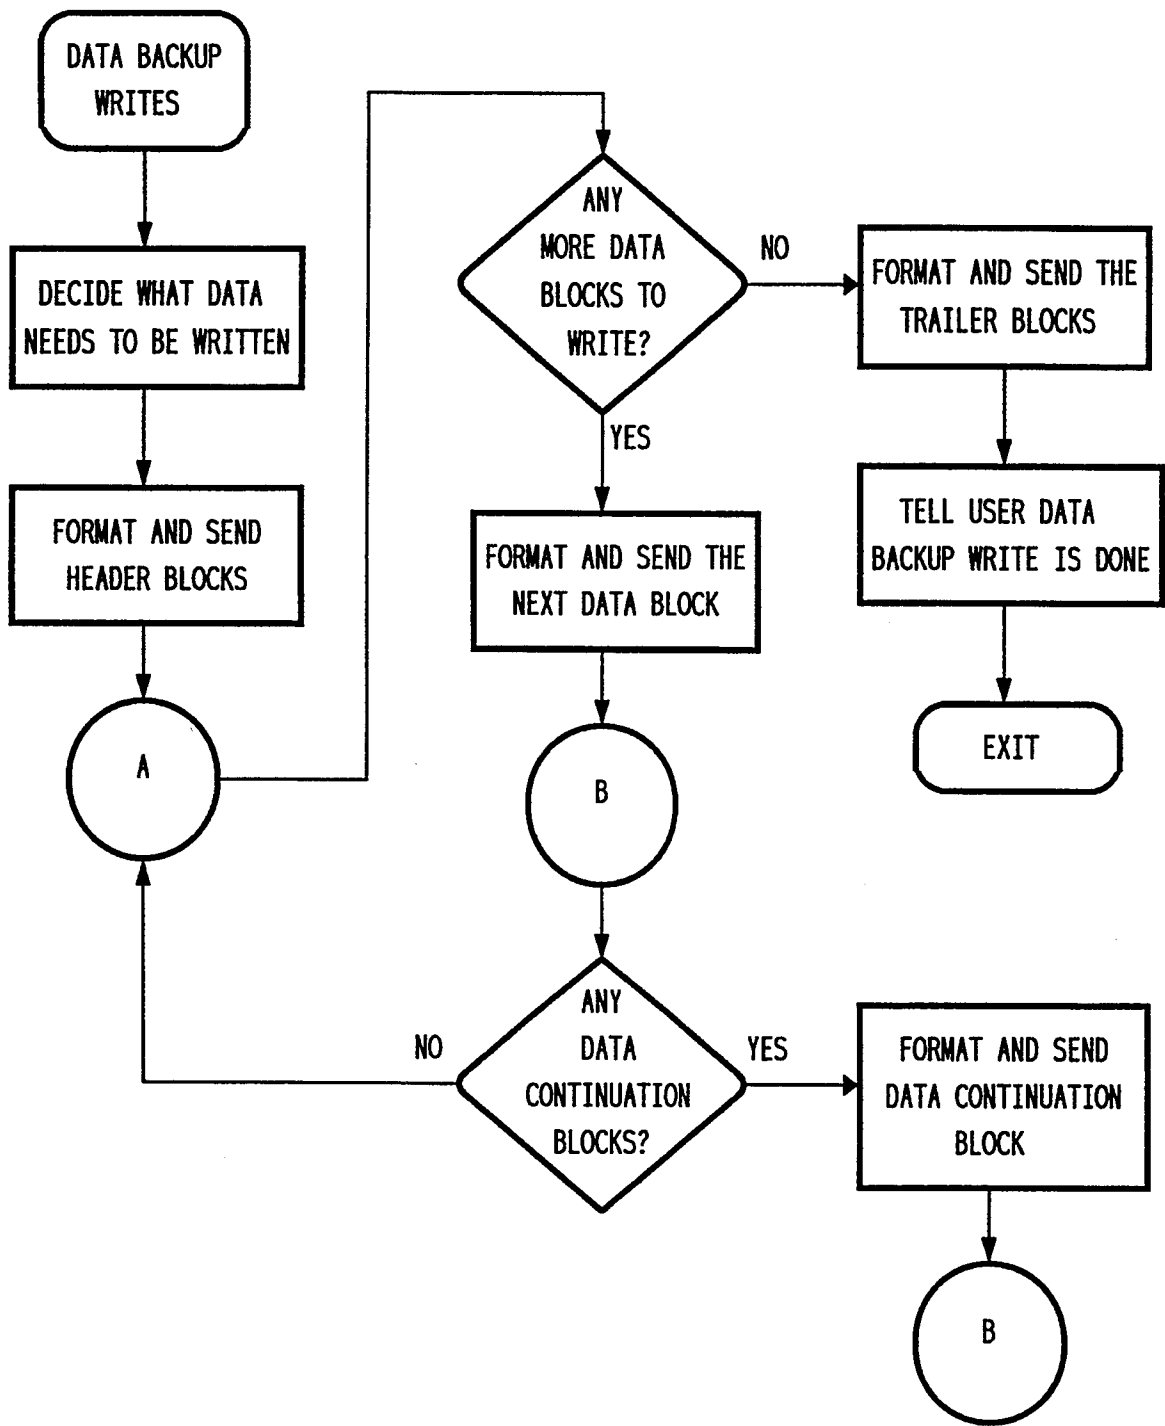 DATA BACKUP
WRITES
DECIDE WHAT DATA
NEEDS TO BE WRITTEN
FORMAT AND SEND
HEADER BLOCKS
A
ANY
MORE DATA
BLOCKS TO
WRITE?
NO
YES
FORMAT AND SEND THE
TRAILER BLOCKS
TELL USER DATA
BACKUP WRITE IS DONE
EXIT
FORMAT AND SEND THE
NEXT DATA BLOCK
B
ANY
DATA
CONTINUATION
BLOCKS?
NO
YES
FORMAT AND SEND
DATA CONTINUATION
BLOCK
B